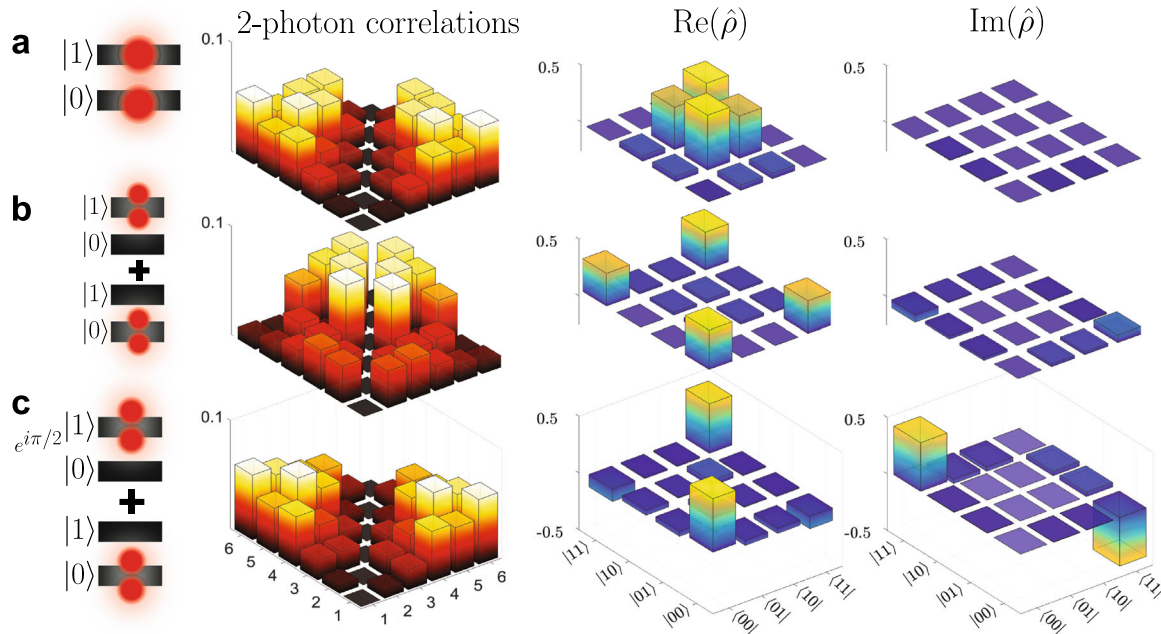 2-photon correlations
Re(ρ̂)
Im(ρ̂)
a
|1⟩
|0⟩
0.1
0.5
0.5
b
|1⟩
|0⟩
+
|1⟩
|0⟩
0.1
0.5
0.5
c
e^{iπ/2}|1⟩
|0⟩
+
|1⟩
|0⟩
0.1
6 5 4 3 2 1
1 2 3 4 5 6
0.5
-0.5
|11⟩ |10⟩ |01⟩ |00⟩
⟨00| ⟨01| ⟨10| ⟨11|
0.5
-0.5
|11⟩ |10⟩ |01⟩ |00⟩
⟨00| ⟨01| ⟨10| ⟨11|